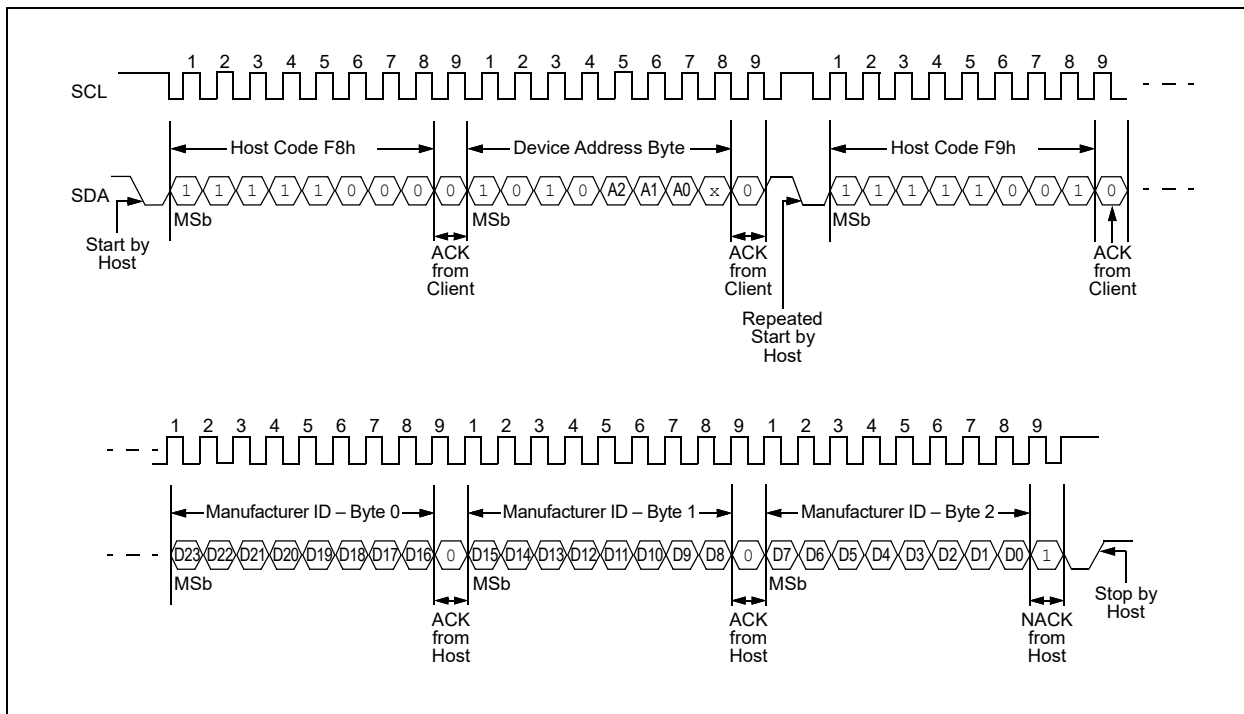 1 2 3 4 5 6 7 8 9 1 2 3 4 5 6 7 8 9 1 2 3 4 5 6 7 8 9
SCL
Host Code F8h Device Address Byte Host Code F9h
SDA 1 1 1 1 1 0 0 0 0 1 0 1 0 A2 A1 A0 x 0 1 1 1 1 1 0 0 1 0
MSb MSb MSb
Start by
Host
ACK
from
Client
ACK
from
Client
Repeated
Start by
Host
ACK
from
Client
1 2 3 4 5 6 7 8 9 1 2 3 4 5 6 7 8 9 1 2 3 4 5 6 7 8 9
Manufacturer ID – Byte 0 Manufacturer ID – Byte 1 Manufacturer ID – Byte 2
D23 D22 D21 D20 D19 D18 D17 D16 0 D15 D14 D13 D12 D11 D10 D9 D8 0 D7 D6 D5 D4 D3 D2 D1 D0 1
MSb MSb MSb
ACK
from
Host
ACK
from
Host
NACK
from
Host
Stop by
Host